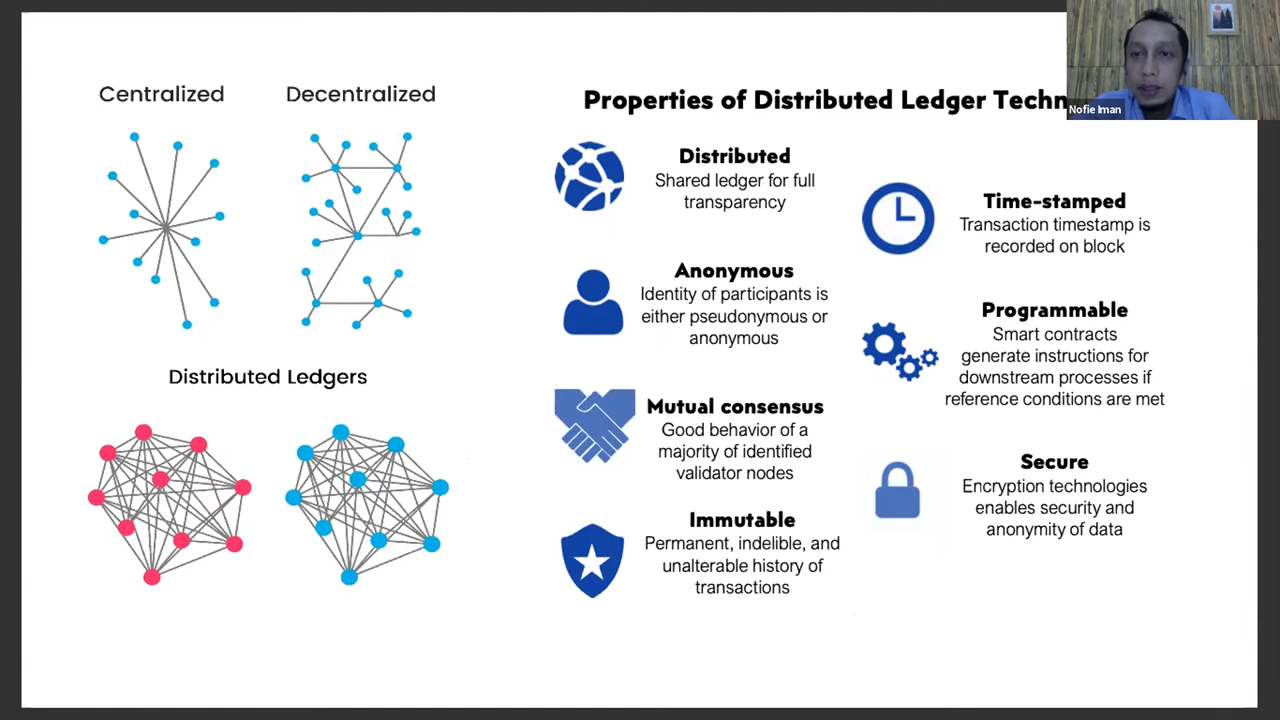 Centralized
Decentralized
Distributed Ledgers
Properties of Distributed Ledger Techn
Distributed
Shared ledger for full
transparency
Anonymous
Identity of participants is
either pseudonymous or
anonymous
Mutual consensus
Good behavior of a
majority of identified
validator nodes
Immutable
Permanent, indelible, and
unalterable history of
transactions
Time-stamped
Transaction timestamp is
recorded on block
Programmable
Smart contracts
generate instructions for
downstream processes if
reference conditions are met
Secure
Encryption technologies
enables security and
anonymity of data
Nofie Iman